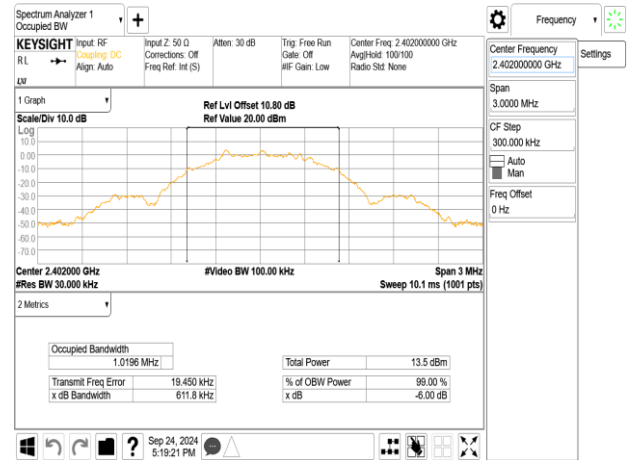 Spectrum Analyzer 1
Occupied BW
KEYSIGHT
RL
LXI
Input: RF
Coupling: DC
Align: Auto
Input Z: 50 Ω
Corrections: Off
Freq Ref: Int (S)
Atten: 30 dB
Trig: Free Run
Gate: Off
#IF Gain: Low
Center Freq: 2.402000000 GHz
Avg|Hold: 100/100
Radio Std: None
1 Graph
Scale/Div 10.0 dB
Ref Lvl Offset 10.80 dB
Ref Value 20.00 dBm
Log
10.0
0.00
-10.0
-20.0
-30.0
-40.0
-50.0
-60.0
-70.0
Center 2.402000 GHz
#Res BW 30.000 kHz
#Video BW 100.00 kHz
Span 3 MHz
Sweep 10.1 ms (1001 pts)
2 Metrics
Occupied Bandwidth
1.0196 MHz
Transmit Freq Error 19.450 kHz
x dB Bandwidth 611.8 kHz
Total Power 13.5 dBm
% of OBW Power 99.00 %
x dB -6.00 dB
Sep 24, 2024
5:19:21 PM
Frequency
Settings
Center Frequency
2.402000000 GHz
Span
3.0000 MHz
CF Step
300.000 kHz
Auto
Man
Freq Offset
0 Hz